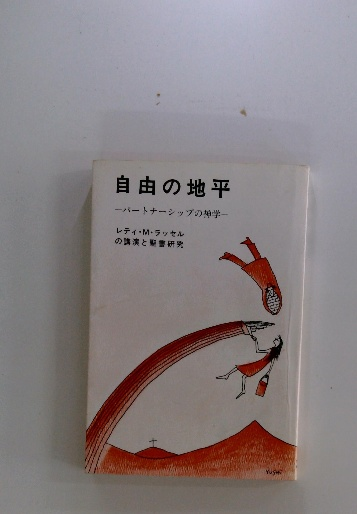 自由の地平
―パートナーシップの神学―
レティ・M・ラッセル
の講演と聖書研究